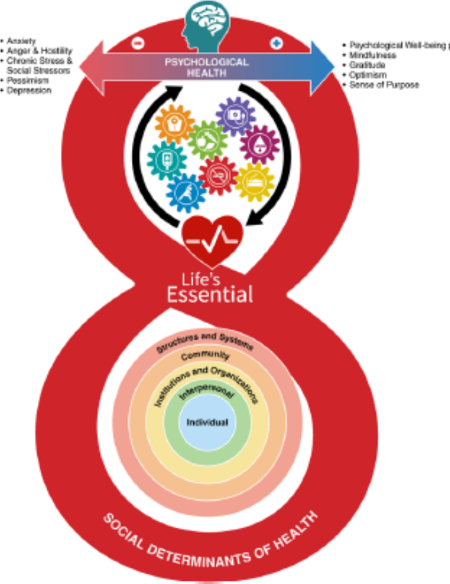 • Anxiety
• Anger & Hostility
• Chronic Stress &
Social Stressors
• Pessimism
• Depression
PSYCHOLOGICAL
HEALTH
• Psychological Well-being
• Mindfulness
• Gratitude
• Optimism
• Sense of Purpose
Life's
Essential
Structures and Systems
Community
Institutions and Organizations
Interpersonal
Individual
SOCIAL DETERMINANTS OF HEALTH